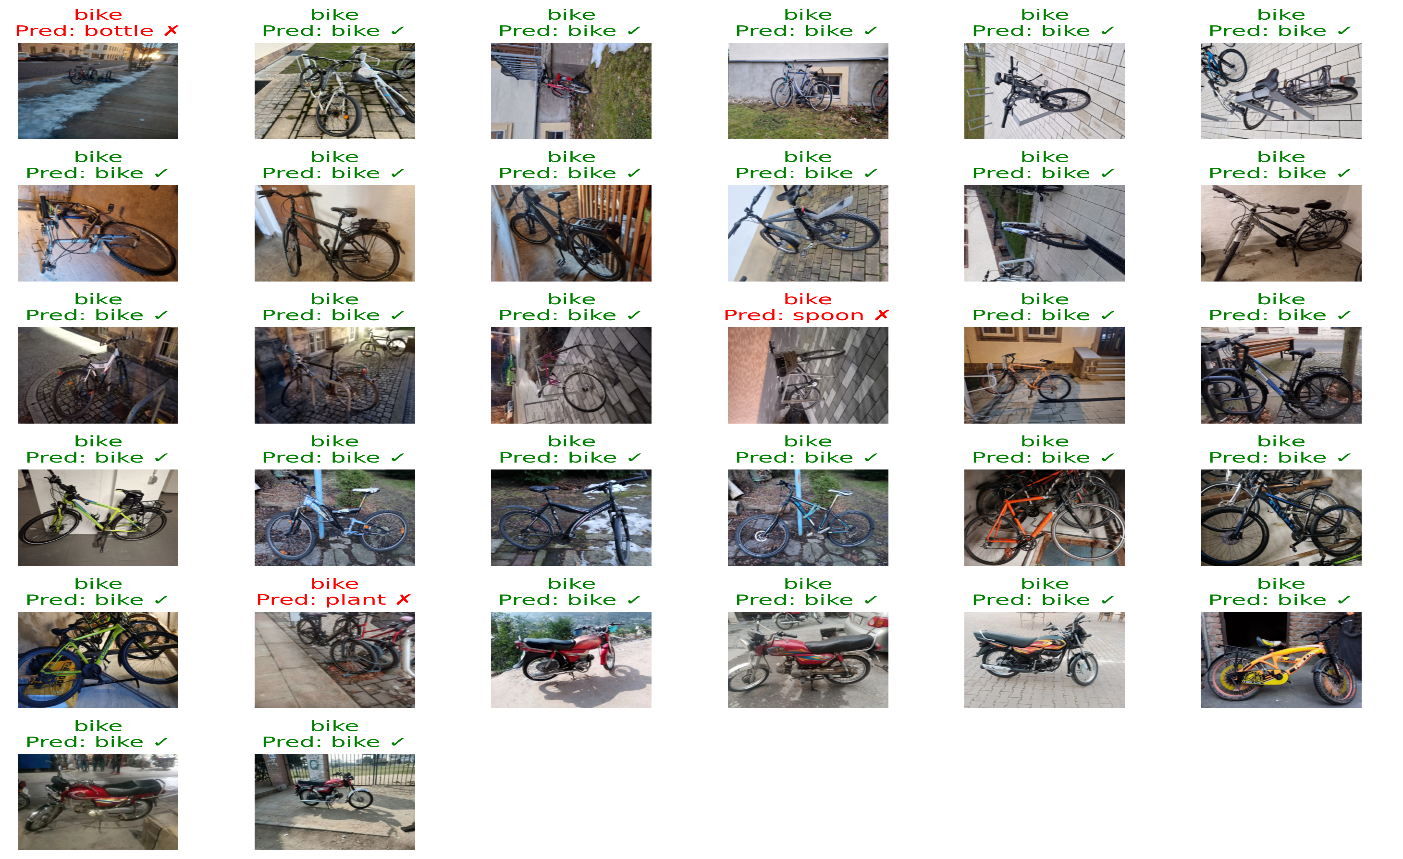 bike
Pred: bottle ✗
bike
Pred: bike ✓
bike
Pred: bike ✓
bike
Pred: bike ✓
bike
Pred: bike ✓
bike
Pred: bike ✓
bike
Pred: bike ✓
bike
Pred: bike ✓
bike
Pred: bike ✓
bike
Pred: bike ✓
bike
Pred: bike ✓
bike
Pred: bike ✓
bike
Pred: bike ✓
bike
Pred: bike ✓
bike
Pred: bike ✓
bike
Pred: spoon ✗
bike
Pred: bike ✓
bike
Pred: bike ✓
bike
Pred: bike ✓
bike
Pred: bike ✓
bike
Pred: bike ✓
bike
Pred: bike ✓
bike
Pred: bike ✓
bike
Pred: bike ✓
bike
Pred: bike ✓
bike
Pred: plant ✗
bike
Pred: bike ✓
bike
Pred: bike ✓
bike
Pred: bike ✓
bike
Pred: bike ✓
bike
Pred: bike ✓
bike
Pred: bike ✓